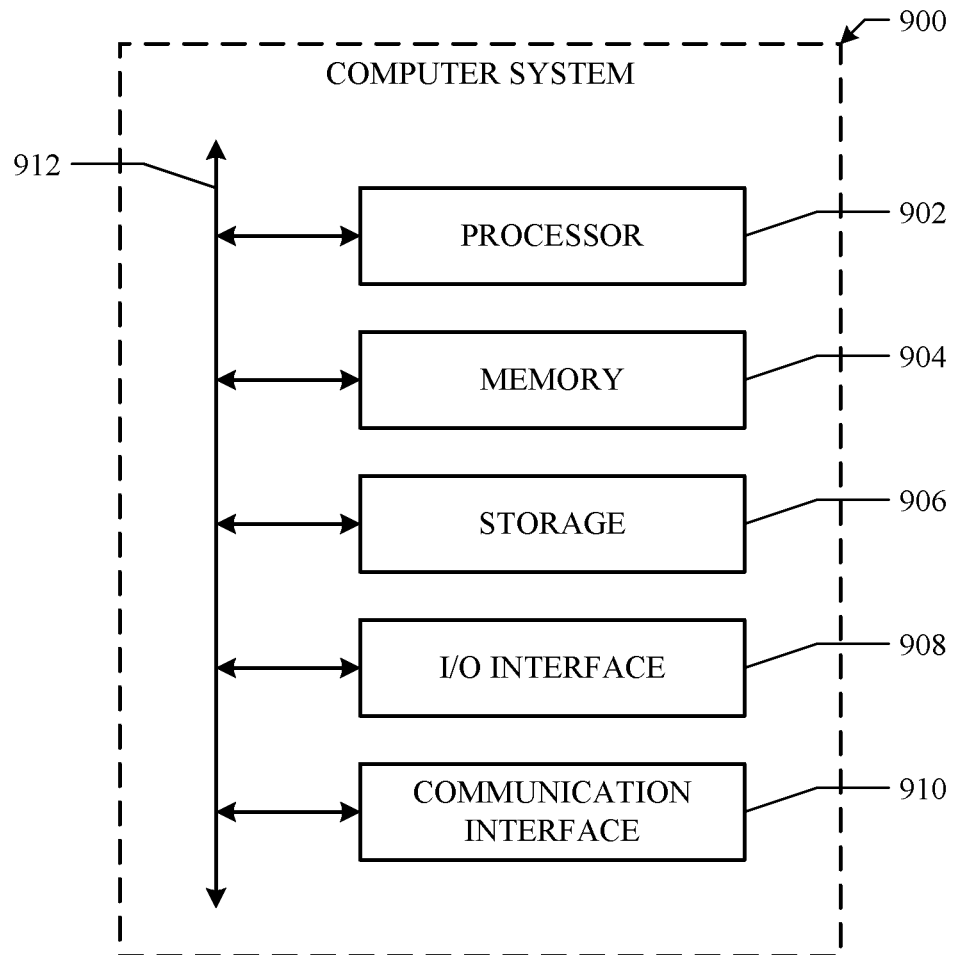 900
COMPUTER SYSTEM
912
PROCESSOR
902
MEMORY
904
STORAGE
906
I/O INTERFACE
908
COMMUNICATION
INTERFACE
910